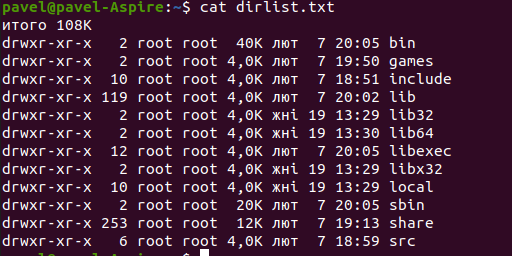 pavel@pavel-Aspire:~$ cat dirlist.txt
итого 108K
drwxr-xr-x   2 root root  40K лют  7 20:05 bin
drwxr-xr-x   2 root root 4,0K лют  7 19:50 games
drwxr-xr-x  10 root root 4,0K лют  7 18:51 include
drwxr-xr-x 119 root root 4,0K лют  7 20:02 lib
drwxr-xr-x   2 root root 4,0K жні 19 13:29 lib32
drwxr-xr-x   2 root root 4,0K жні 19 13:30 lib64
drwxr-xr-x  12 root root 4,0K лют  7 20:05 libexec
drwxr-xr-x   2 root root 4,0K жні 19 13:29 libx32
drwxr-xr-x  10 root root 4,0K жні 19 13:29 local
drwxr-xr-x   2 root root  20K лют  7 20:05 sbin
drwxr-xr-x 253 root root  12K лют  7 19:13 share
drwxr-xr-x   6 root root 4,0K лют  7 18:59 src
pavel@pavel-Aspire:~$